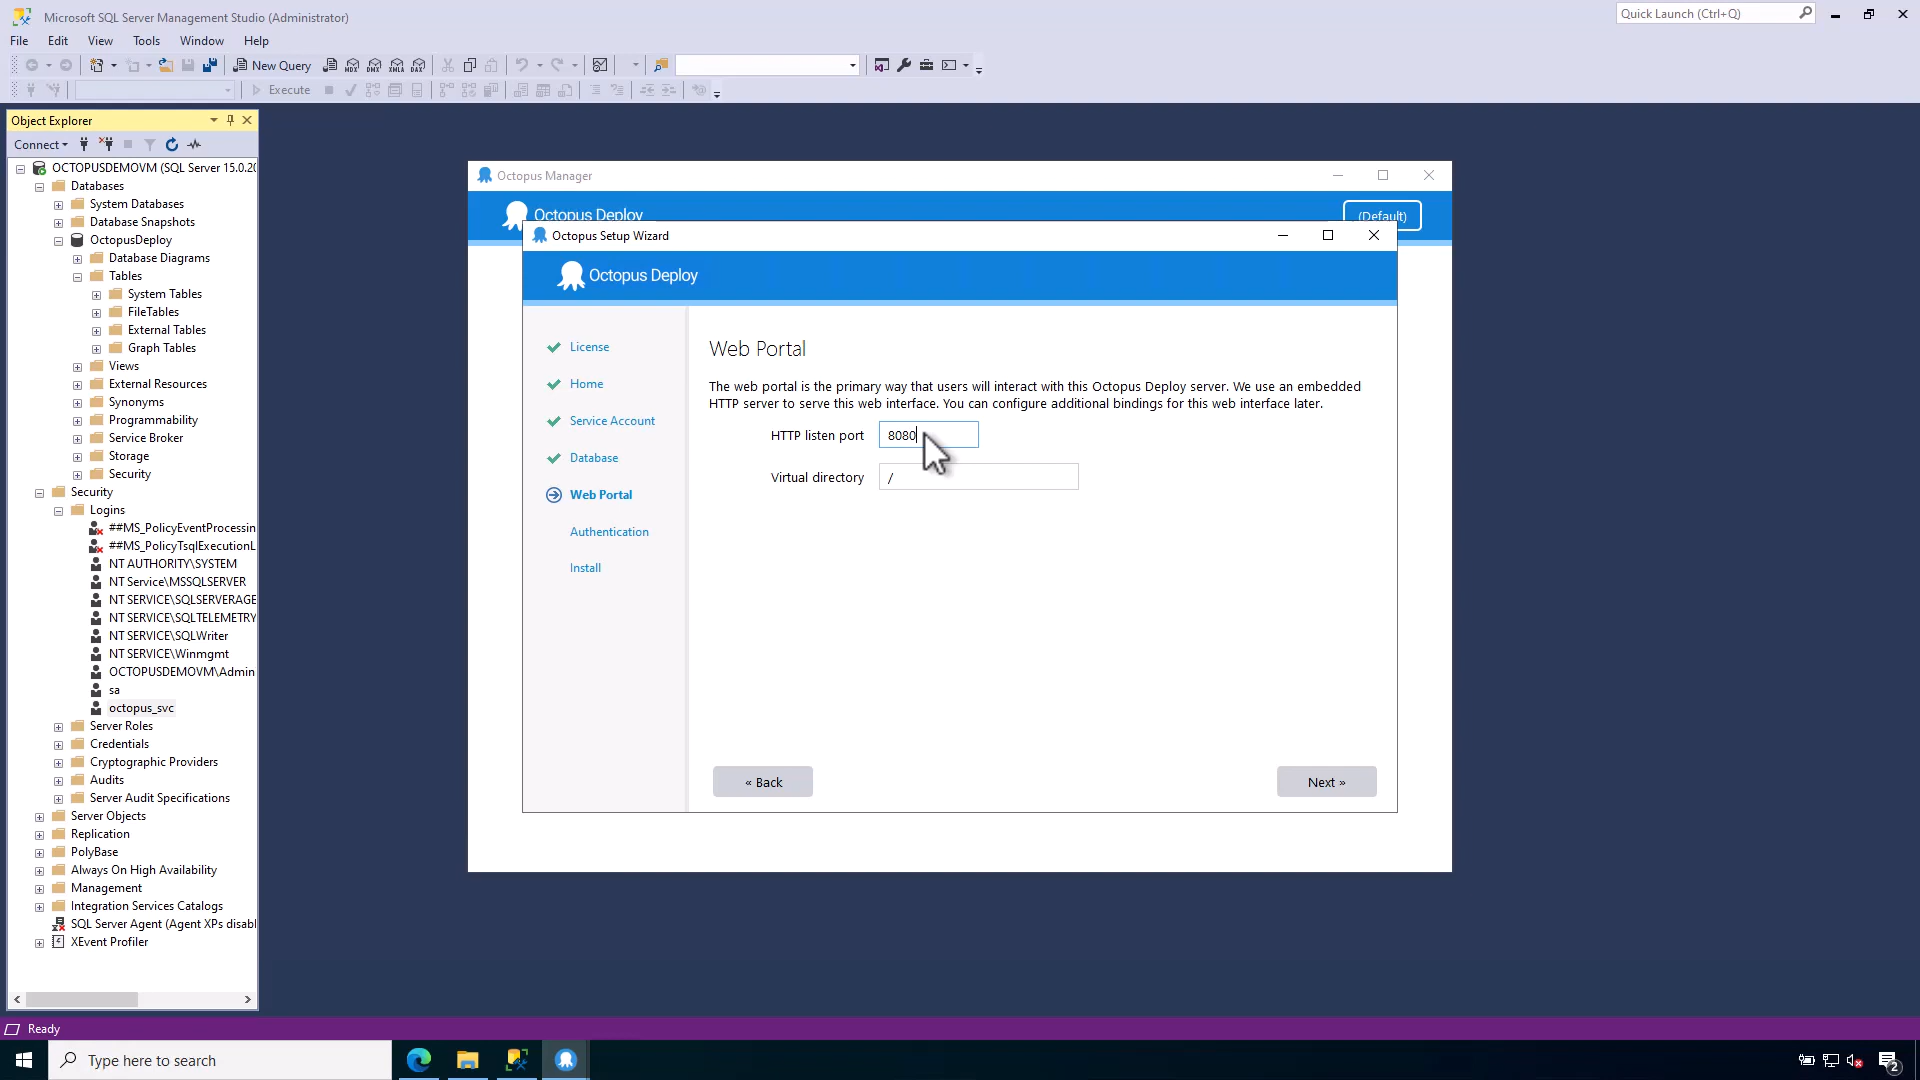 Microsoft SQL Server Management Studio (Administrator)
Quick Launch (Ctrl+Q)
File Edit View Tools Window Help
New Query
MDX DMX XMLA DAX
Execute
Object Explorer
Connect
OCTOPUSDEMOVM (SQL Server 15.0.20
Databases
System Databases
Database Snapshots
OctopusDeploy
Database Diagrams
Tables
System Tables
FileTables
External Tables
Graph Tables
Views
External Resources
Synonyms
Programmability
Service Broker
Storage
Security
Security
Logins
##MS_PolicyEventProcessin
##MS_PolicyTsqlExecutionL
NT AUTHORITY\SYSTEM
NT Service\MSSQLSERVER
NT SERVICE\SQLSERVERAGE
NT SERVICE\SQLTELEMETRY
NT SERVICE\SQLWriter
NT SERVICE\Winmgmt
OCTOPUSDEMOVM\Admin
sa
octopus_svc
Server Roles
Credentials
Cryptographic Providers
Audits
Server Audit Specifications
Server Objects
Replication
PolyBase
Always On High Availability
Management
Integration Services Catalogs
SQL Server Agent (Agent XPs disabl
XEvent Profiler
Octopus Manager
Octopus Deploy
(Default)
Octopus Setup Wizard
Octopus Deploy
License
Home
Service Account
Database
Web Portal
Authentication
Install
Web Portal
The web portal is the primary way that users will interact with this Octopus Deploy server. We use an embedded
HTTP server to serve this web interface. You can configure additional bindings for this web interface later.
HTTP listen port 8080
Virtual directory /
« Back
Next »
Ready
Type here to search
2